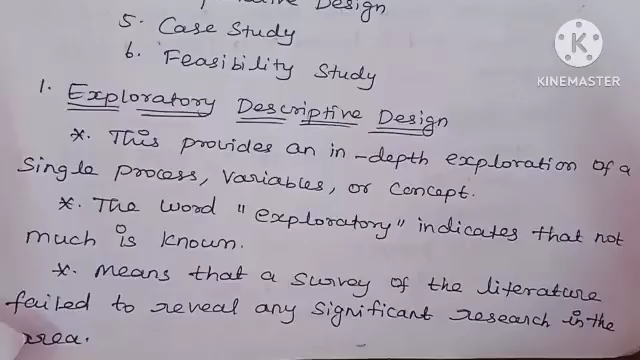 Design
5. Case Study
6. Feasibility Study
KINEMASTER
1. Exploratory Descriptive Design
*. This provides an in-depth exploration of a
Single process, variables, or concept.
*. The word "exploratory" indicates that not
much is known.
*. Means that a survey of the literature
failed to reveal any significant research in the
area.